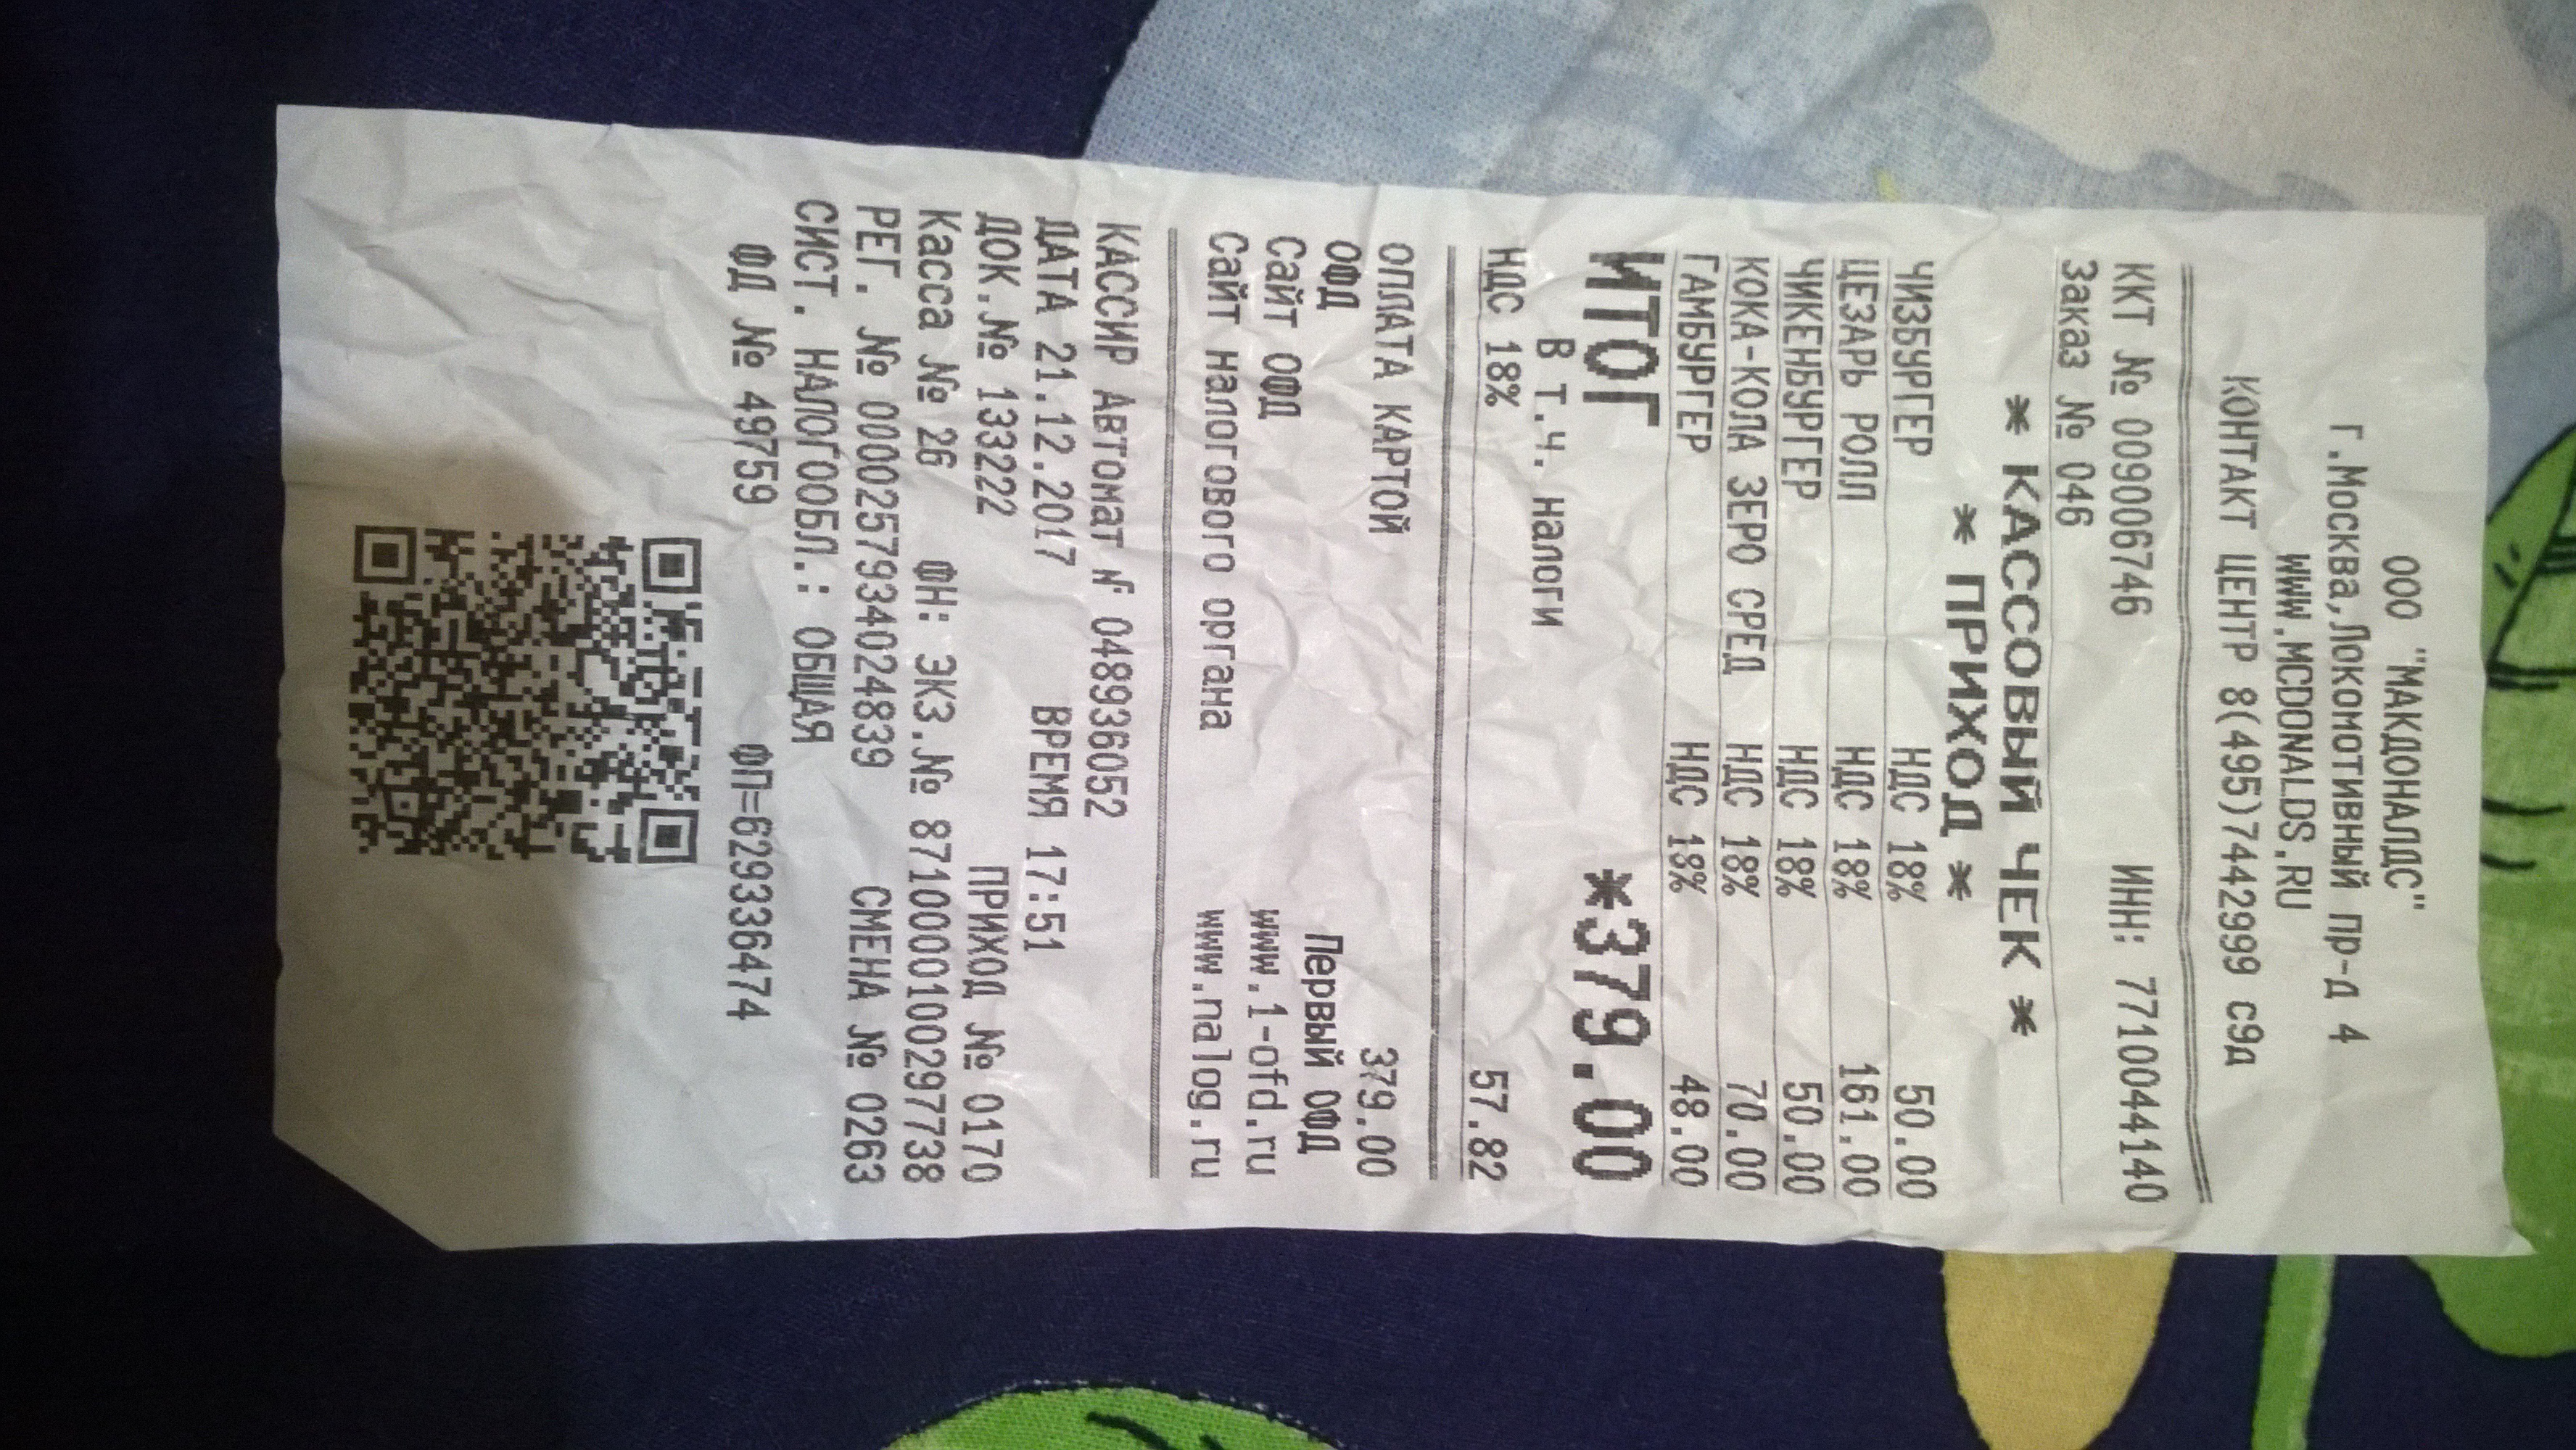 ООО "МАКДОНАЛДС"
г.Москва,Локомотивный пр-д 4
WWW.MCDONALDS.RU
КОНТАКТ ЦЕНТР 8(495)7442999 с9д
ККТ № 0090906746 ИНН: 7710044140
Заказ № 046
* КАССОВЫЙ ЧЕК *
* ПРИХОД *
ЧИЗБУРГЕР НДС 18% 50.00
ЦЕЗАРЬ РОЛЛ НДС 18% 161.00
ЧИКЕНБУРГЕР НДС 18% 50.00
КОКА-КОЛА ЗЕРО СРЕД НДС 18% 70.00
ГАМБУРГЕР НДС 18% 48.00
ИТОГ *379.00
В т.ч. налоги
НДС 18% 57.82
ОПЛАТА КАРТОЙ 379.00
ОФД Первый ОФД
Сайт ОФД www.1-ofd.ru
Сайт налогового органа www.nalog.ru
КАССИР Автомат № 048936052
ДАТА 21.12.2017 ВРЕМЯ 17:51
ДОК.№ 133222 ПРИХОД № 0170
Касса № 26 ФН: ЭКЗ.№ 8710000100297738
РЕГ. № 0000257934024839 СМЕНА № 0263
СИСТ. НАЛОГООБЛ.: ОБЩАЯ
ФД № 49759 ФП=629336474